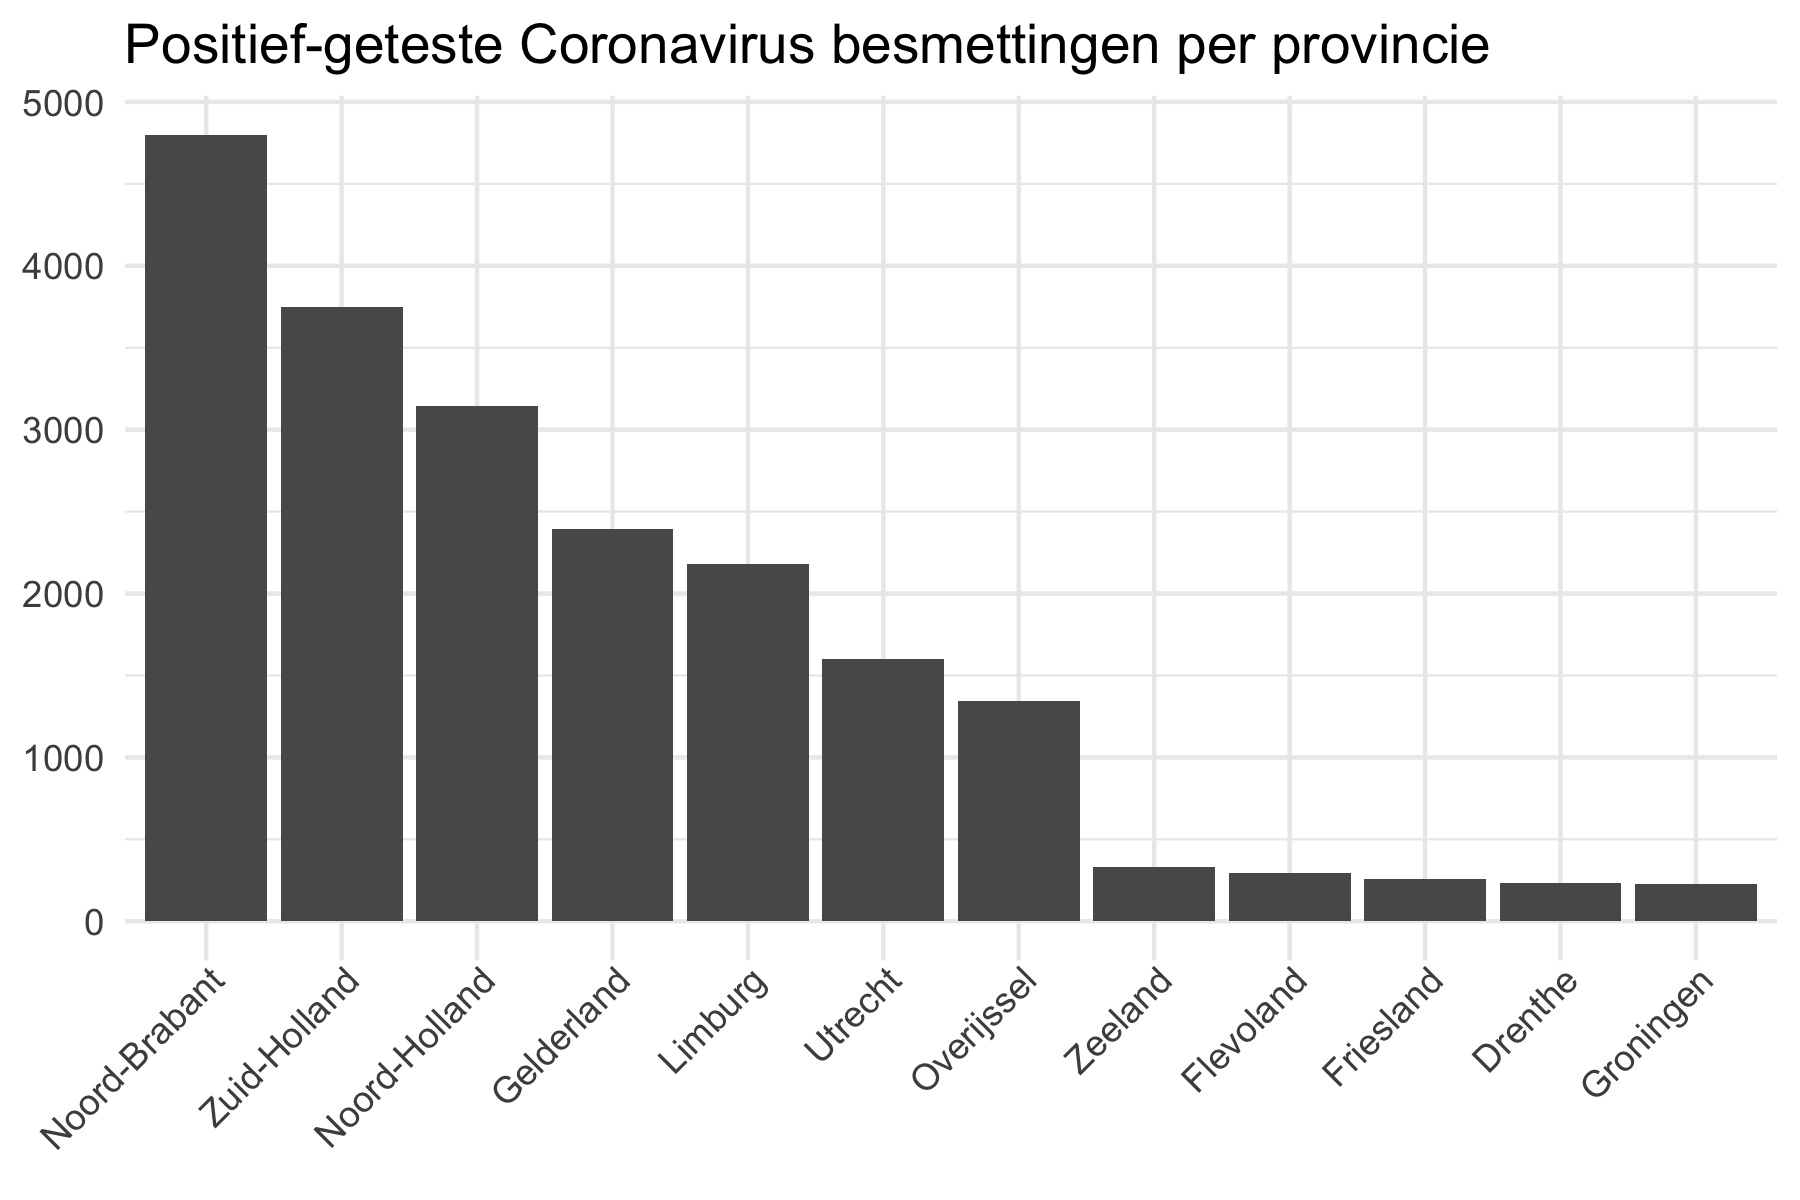 Positief-geteste Coronavirus besmettingen per provincie
5000
4000
3000
2000
1000
0
Noord-Brabant
Zuid-Holland
Noord-Holland
Gelderland
Limburg
Utrecht
Overijssel
Zeeland
Flevoland
Friesland
Drenthe
Groningen